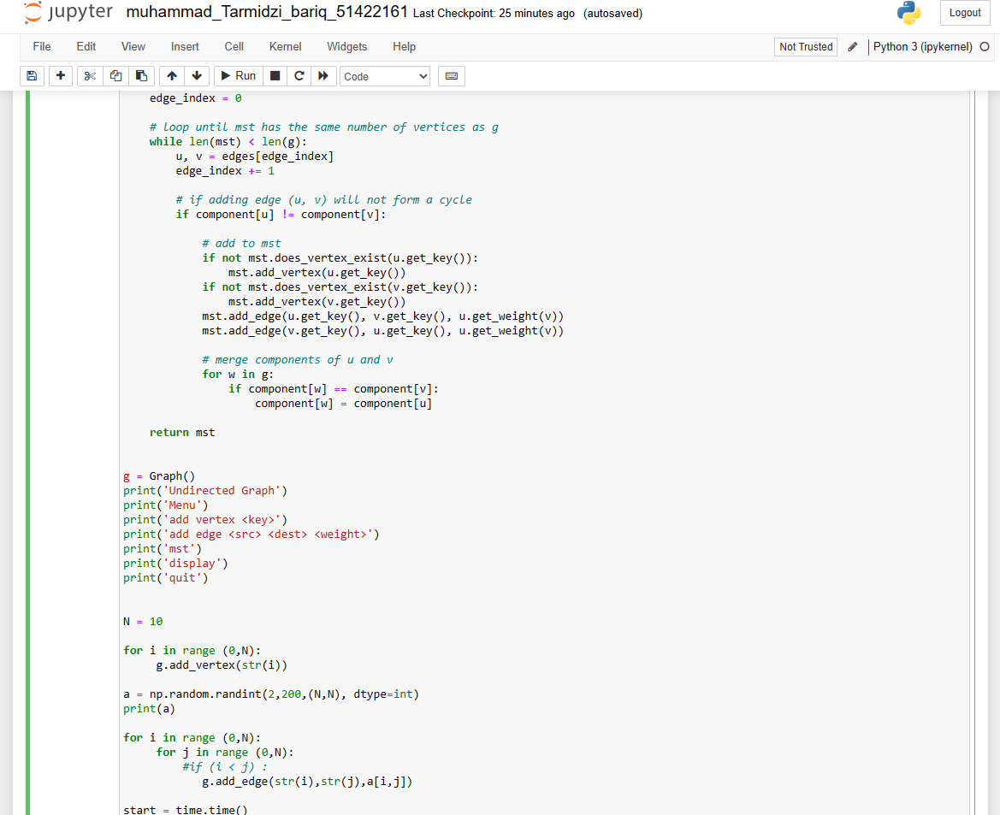 jupyter muhammad_Tarmidzi_bariq_51422161 Last Checkpoint: 25 minutes ago (autosaved) Logout
File Edit View Insert Cell Kernel Widgets Help Not Trusted Python 3 (ipykernel)
Run Code
edge_index = 0
# loop until mst has the same number of vertices as g
while len(mst) < len(g):
u, v = edges[edge_index]
edge_index += 1
# if adding edge (u, v) will not form a cycle
if component[u] != component[v]:
# add to mst
if not mst.does_vertex_exist(u.get_key()):
mst.add_vertex(u.get_key())
if not mst.does_vertex_exist(v.get_key()):
mst.add_vertex(v.get_key())
mst.add_edge(u.get_key(), v.get_key(), u.get_weight(v))
mst.add_edge(v.get_key(), u.get_key(), u.get_weight(v))
# merge components of u and v
for w in g:
if component[w] == component[v]:
component[w] = component[u]
return mst
g = Graph()
print('Undirected Graph')
print('Menu')
print('add vertex <key>')
print('add edge <src> <dest> <weight>')
print('mst')
print('display')
print('quit')
N = 10
for i in range (0,N):
g.add_vertex(str(i))
a = np.random.randint(2,200,(N,N), dtype=int)
print(a)
for i in range (0,N):
for j in range (0,N):
#if (i < j) :
g.add_edge(str(i),str(j),a[i,j])
start = time.time()